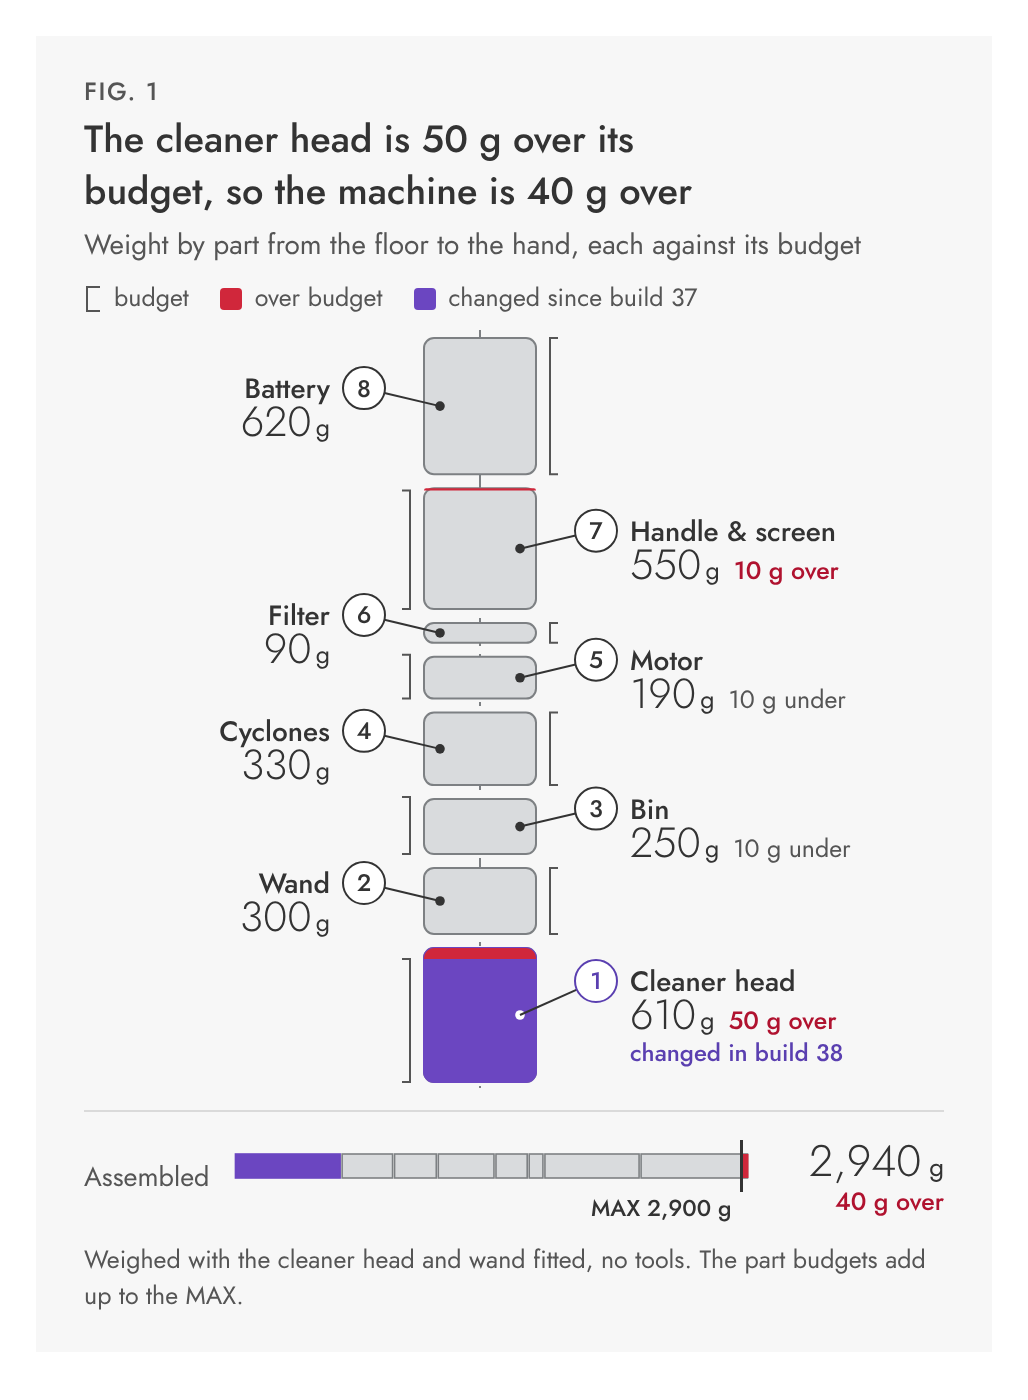 FIG. 1
The cleaner head is 50 g over its
budget, so the machine is 40 g over
Weight by part from the floor to the hand, each against its budget
budget over budget changed since build 37
Battery 8
620 g
7 Handle & screen
550 g 10 g over
Filter 6
90 g
5 Motor
190 g 10 g under
Cyclones 4
330 g
3 Bin
250 g 10 g under
Wand 2
300 g
1 Cleaner head
610 g 50 g over
changed in build 38
Assembled
2,940 g
MAX 2,900 g
40 g over
Weighed with the cleaner head and wand fitted, no tools. The part budgets add
up to the MAX.